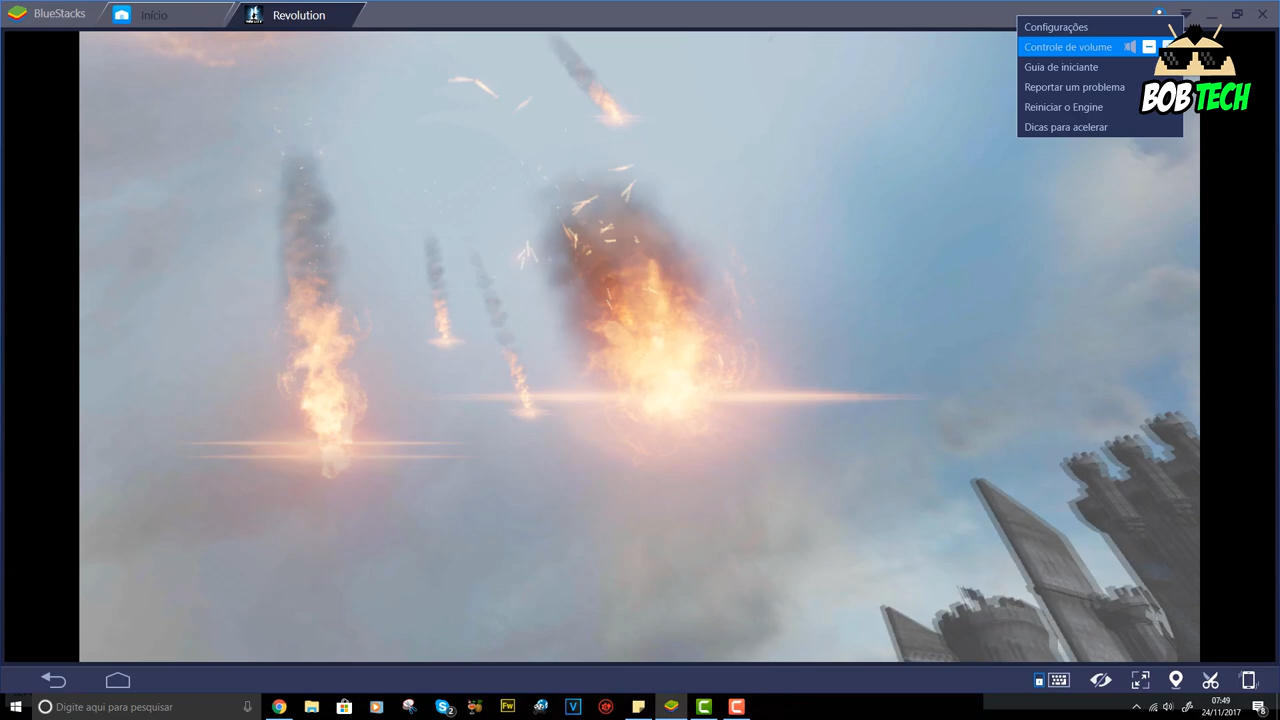 BlueStacks
Início
Revolution
Configurações
Controle de volume
Guia de iniciante
Reportar um problema
Reiniciar o Engine
Dicas para acelerar
BOB TECH
Digite aqui para pesquisar
07:49
24/11/2017